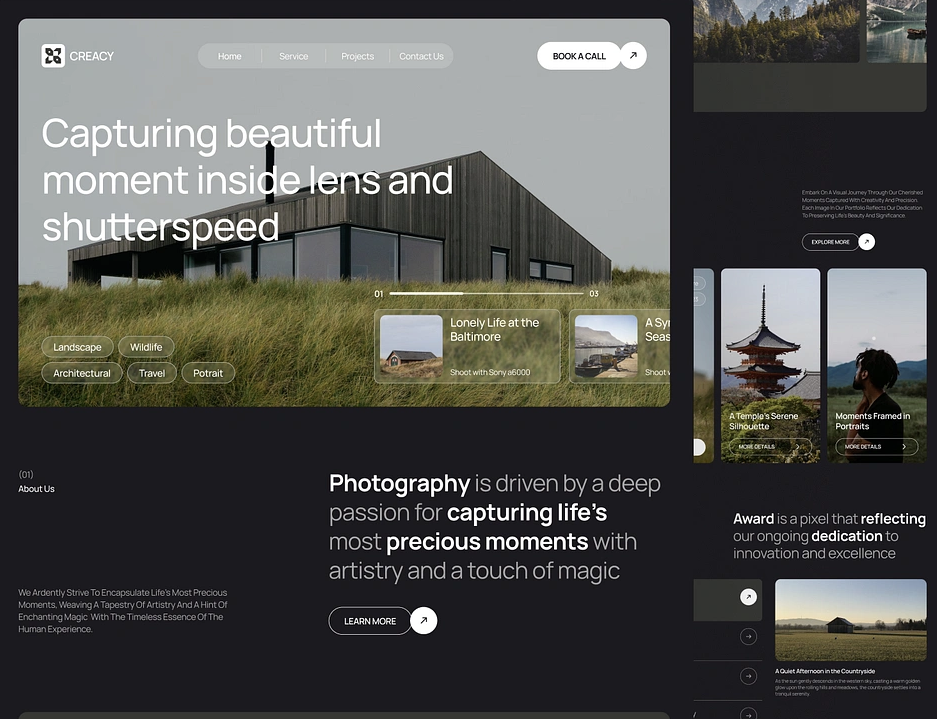 CREACY
Home
Service
Projects
Contact Us
BOOK A CALL
Capturing beautiful
moment inside lens and
shutterspeed
01
03
Lonely Life at the
Baltimore
Shoot with Sony a6000
A Syn
Seas
Shoot w
Landscape
Wildlife
Architectural
Travel
Potrait
(01)
About Us
Photography is driven by a deep
passion for capturing life's
most precious moments with
artistry and a touch of magic
We Ardently Strive To Encapsulate Life's Most Precious
Moments, Weaving A Tapestry Of Artistry And A Hint Of
Enchanting Magic With The Timeless Essence Of The
Human Experience.
LEARN MORE
Embark On A Visual Journey Through Our Cherished
Moments Captured With Creativity And Precision.
Each Image In Our Portfolio Reflects Our Dedication
To Preserving Life's Beauty And Significance.
EXPLORE MORE
A Temple's Serene
Silhouette
MORE DETAILS
Moments Framed in
Portraits
MORE DETAILS
Award is a pixel that reflecting
our ongoing dedication to
innovation and excellence
A Quiet Afternoon in the Countryside
As the sun gently descends in the western sky, casting a warm golden
glow upon the rolling hills and meadows, the countryside settles into a
tranquil serenity.